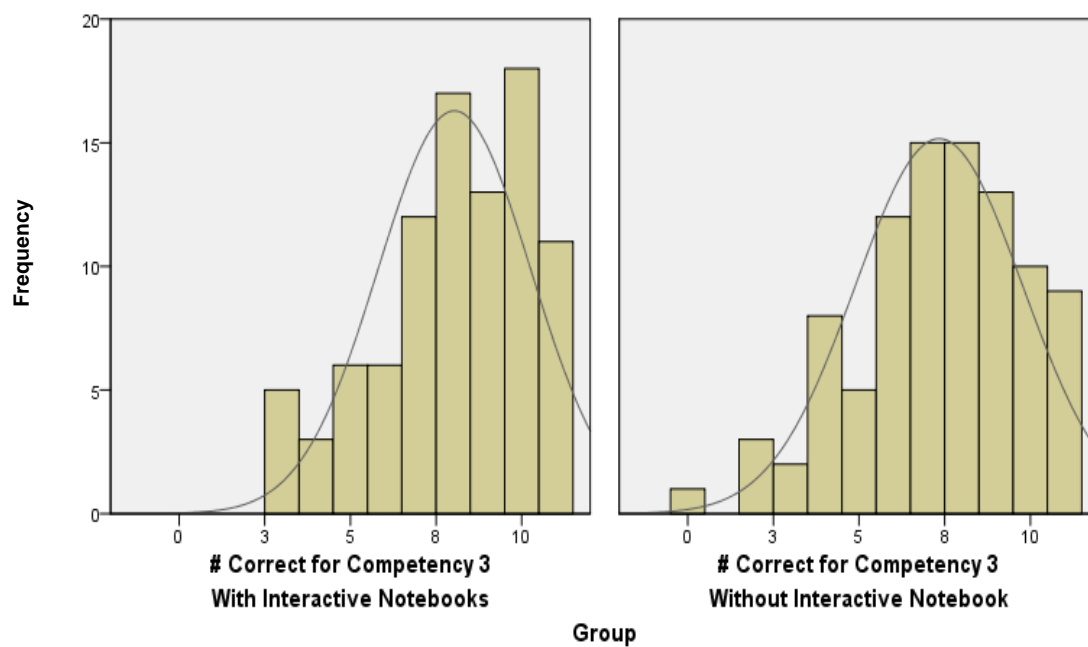 20
15
10
5
0
Frequency
0 3 5 8 10
# Correct for Competency 3
With Interactive Notebooks
0 3 5 8 10
# Correct for Competency 3
Without Interactive Notebook
Group